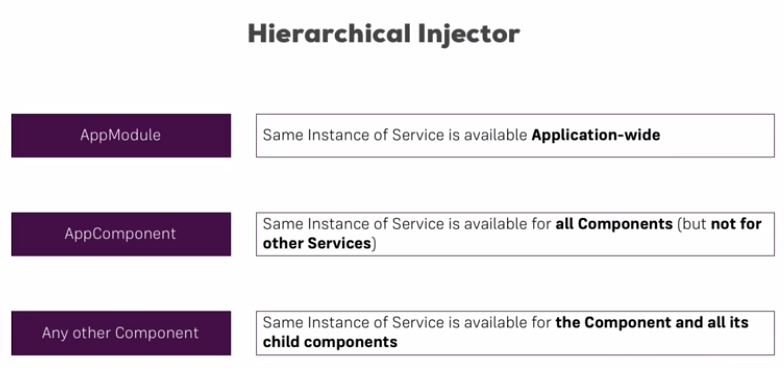 Hierarchical Injector
AppModule
Same Instance of Service is available Application-wide
AppComponent
Same Instance of Service is available for all Components (but not for
other Services)
Any other Component
Same Instance of Service is available for the Component and all its
child components